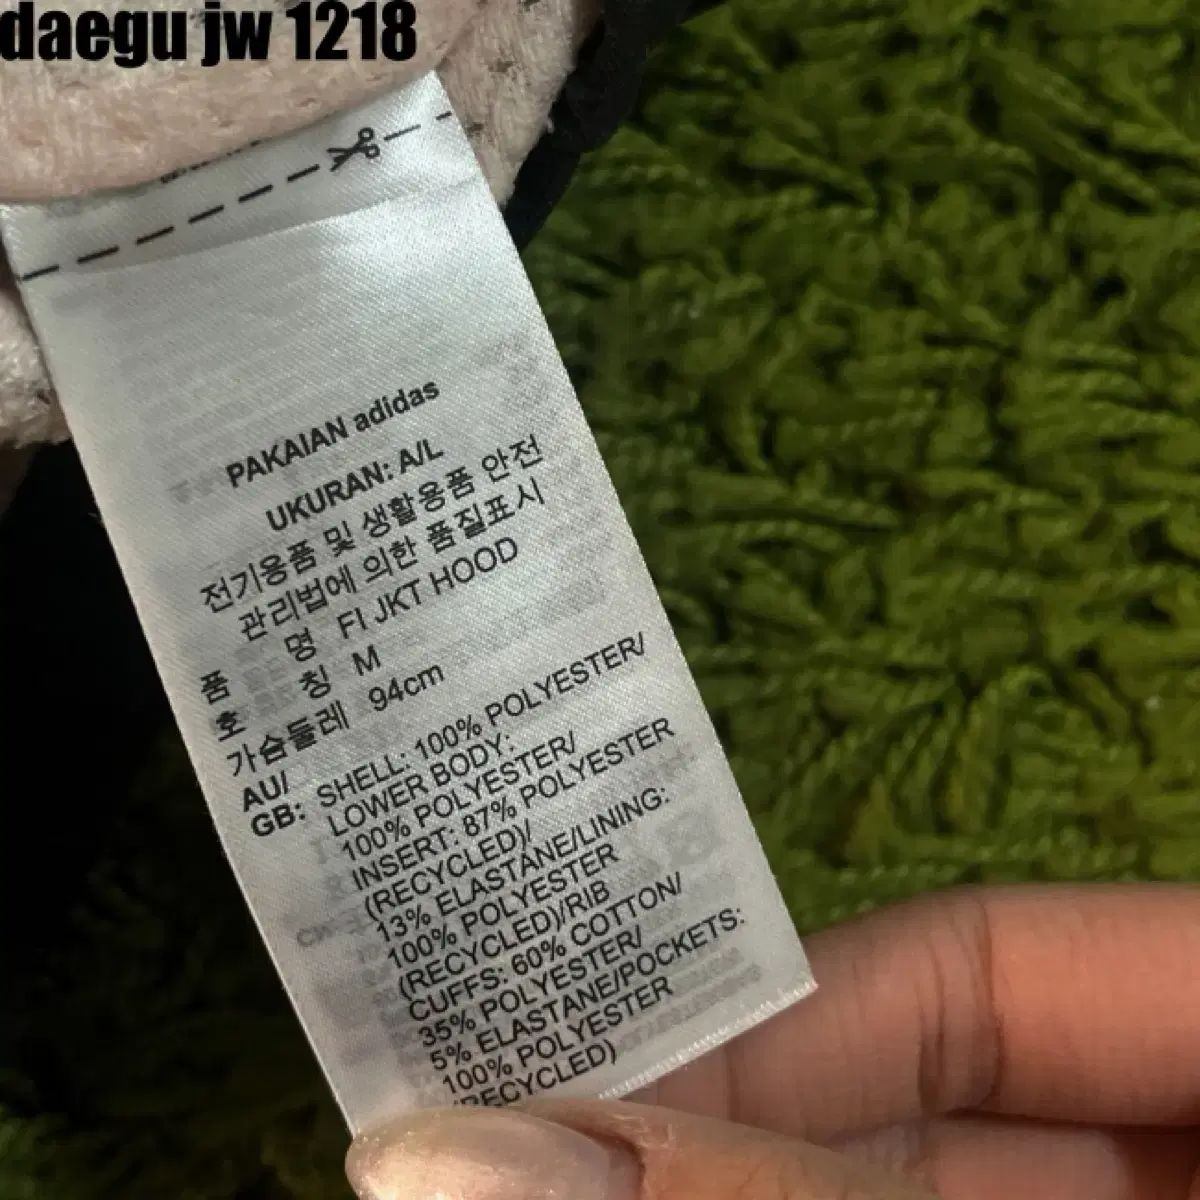 daegu jw 1218
PAKAIAN adidas
UKURAN: A/L
전기용품 및 생활용품 안전
관리법에 의한 품질표시
품 명 FI JKT HOOD
호 칭 M
가슴둘레 94cm
AU/
GB: SHELL: 100% POLYESTER/
LOWER BODY:
100% POLYESTER/
INSERT: 87% POLYESTER
(RECYCLED)/
13% ELASTANE/LINING:
100% POLYESTER
(RECYCLED)/RIB
CUFFS: 60% COTTON/
35% POLYESTER/
5% ELASTANE/POCKETS:
100% POLYESTER
(RECYCLED)